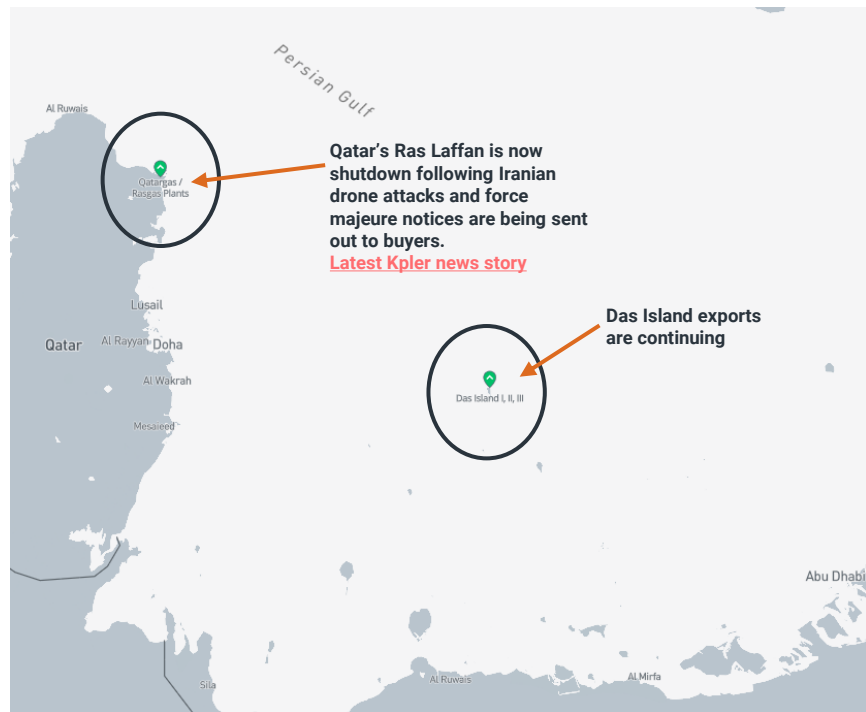 Persian Gulf
Al Ruwais
Qatar's Ras Laffan is now
shutdown following Iranian
drone attacks and force
majeure notices are being sent
out to buyers.
Latest Kpler news story
Qatargas /
Rasgas Plants
Lusail
Das Island exports
are continuing
Qatar
Al Rayyan
Doha
Al Wakrah
Das Island I, II, III
Mesaieed
Abu Dhabi
Sila
Al Ruwais
Al Mirfa